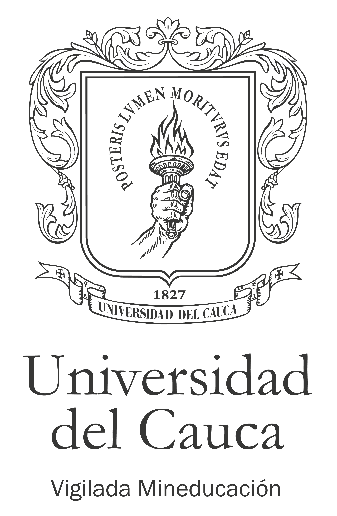 POSTERIS LVMEN MORITVRVS EDAT
1827
UNIVERSIDAD DEL CAUCA
Universidad
del Cauca
Vigilada Mineducación